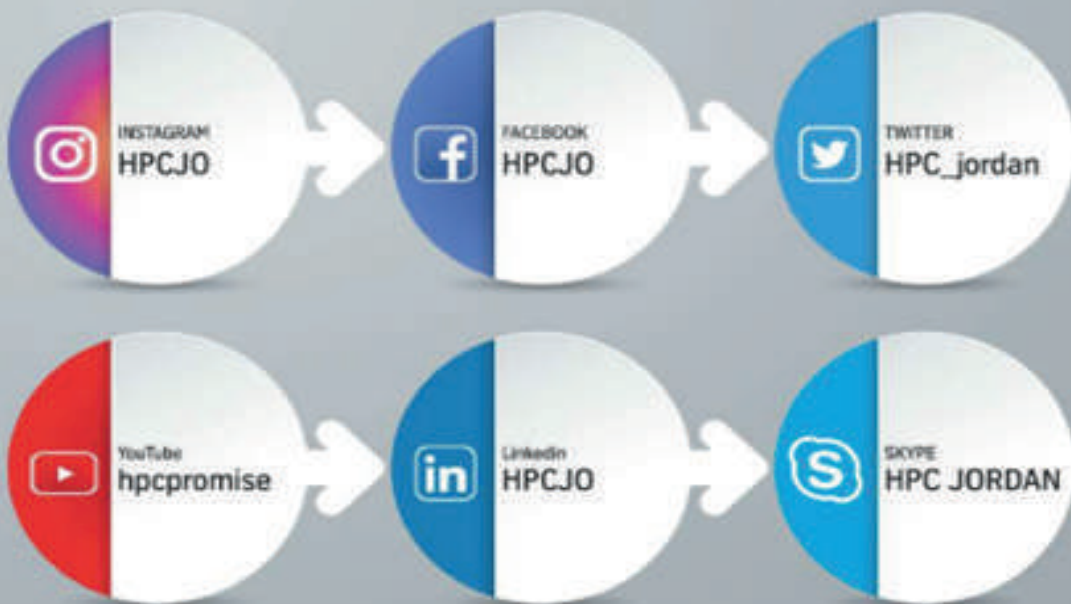 INSTAGRAM
HPCJO
FACEBOOK
HPCJO
TWITTER
HPC_jordan
YouTube
hpcpromise
Linkedin
HPCJO
SKYPE
HPC JORDAN